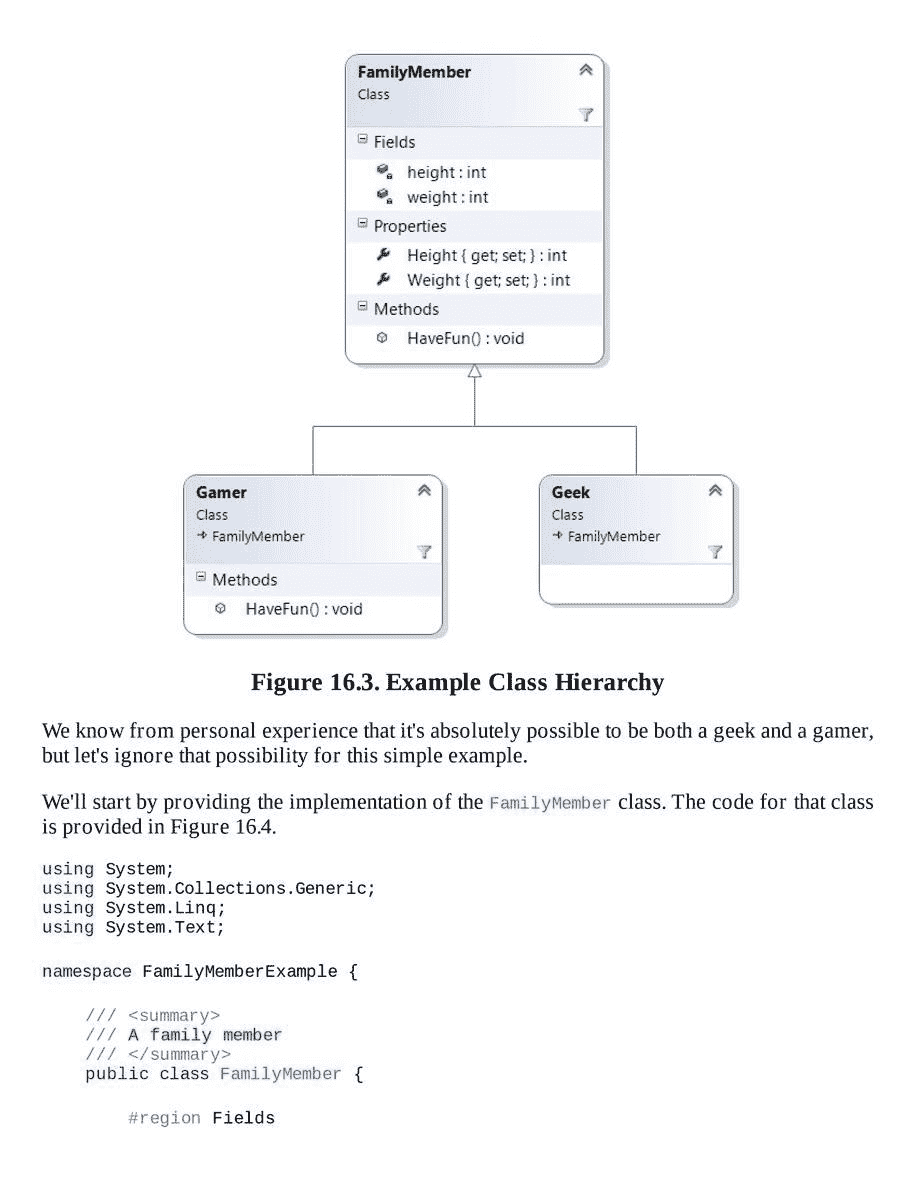 FamilyMember
Class
Fields
height : int
weight : int
Properties
Height { get; set; } : int
Weight { get; set; } : int
Methods
HaveFun() : void
Gamer
Class
FamilyMember
Methods
HaveFun() : void
Geek
Class
FamilyMember
Figure 16.3. Example Class Hierarchy
We know from personal experience that it's absolutely possible to be both a geek and a gamer,
but let's ignore that possibility for this simple example.
We'll start by providing the implementation of the FamilyMember class. The code for that class
is provided in Figure 16.4.
using System;
using System.Collections.Generic;
using System.Linq;
using System.Text;
namespace FamilyMemberExample {
/// <summary>
/// A family member
/// </summary>
public class FamilyMember {
#region Fields